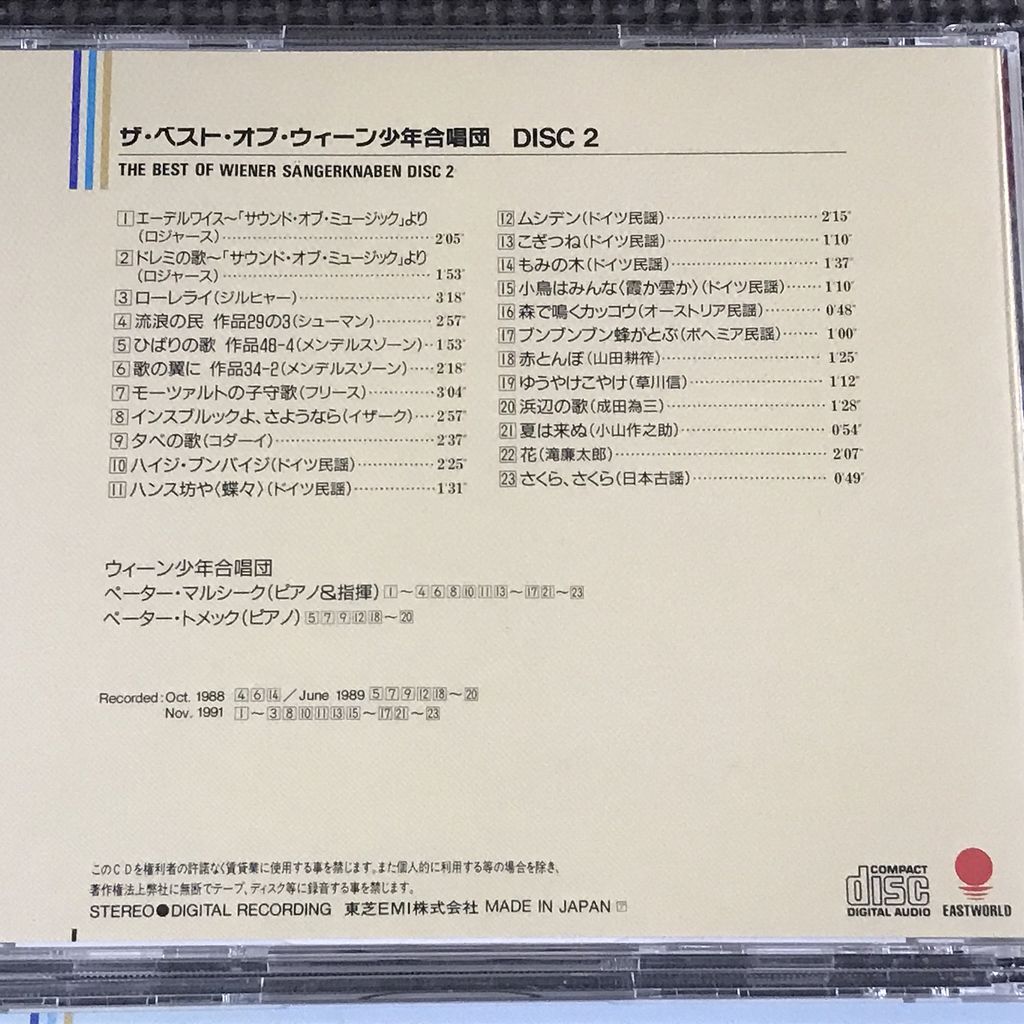 ザ・ベスト・オブ・ウィーン少年合唱団 DISC 2
THE BEST OF WIENER SÄNGERKNABEN DISC 2
1 エーデルワイス〜「サウンド・オブ・ミュージック」より
(ロジャース)……2'05"
2 ドレミの歌〜「サウンド・オブ・ミュージック」より
(ロジャース)……1'53"
3 ローレライ(ジルヒャー)……3'18"
4 流浪の民 作品29の3(シューマン)……2'57"
5 ひばりの歌 作品48-4(メンデルスゾーン)……1'53"
6 歌の翼に 作品34-2(メンデルスゾーン)……2'18"
7 モーツァルトの子守歌(フリース)……3'04"
8 インスブルックよ、さようなら(イザーク)……2'57"
9 夕べの歌(コダーイ)……2'37"
10 ハイジ・ブンバイジ(ドイツ民謡)……2'25"
11 ハンス坊や〈蝶々〉(ドイツ民謡)……1'31"
12 ムシデン(ドイツ民謡)……2'15"
13 こぎつね(ドイツ民謡)……1'10"
14 もみの木(ドイツ民謡)……1'37"
15 小鳥はみんな〈霞か雲か〉(ドイツ民謡)……1'10"
16 森で鳴くカッコウ(オーストリア民謡)……0'48"
17 ブンブンブン蜂がとぶ(ボヘミア民謡)……1'00"
18 赤とんぼ(山田耕筰)……1'25"
19 ゆうやけこやけ(草川信)……1'12"
20 浜辺の歌(成田為三)……1'28"
21 夏は来ぬ(小山作之助)……0'54"
22 花(滝廉太郎)……2'07"
23 さくら、さくら(日本古謡)……0'49"
ウィーン少年合唱団
ペーター・マルシーク(ピアノ&指揮) 1〜4 6 8 10 11 13〜17 21〜23
ペーター・トメック(ピアノ) 5 7 9 12 18〜20
Recorded: Oct. 1988 4 6 14／June 1989 5 7 9 12 18〜20
Nov. 1991 1〜3 8 10 11 13 15〜17 21〜23
このCDを権利者の許諾なく賃貸業に使用する事を禁じます。また個人的に利用する等の場合を除き、
著作権法上弊社に無断でテープ、ディスク等に録音する事を禁じます。
STEREO●DIGITAL RECORDING 東芝EMI株式会社 MADE IN JAPAN
COMPACT
disc
DIGITAL AUDIO
EASTWORLD